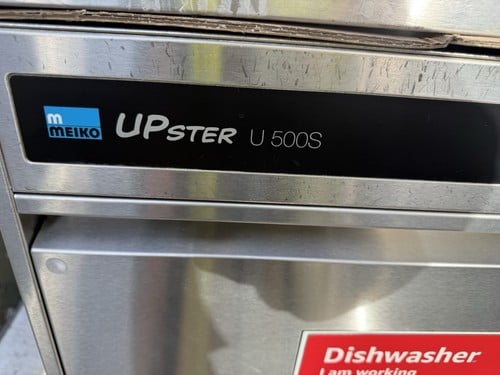 m
MEIKO
UPSTER U 500S
Dishwasher
I am working